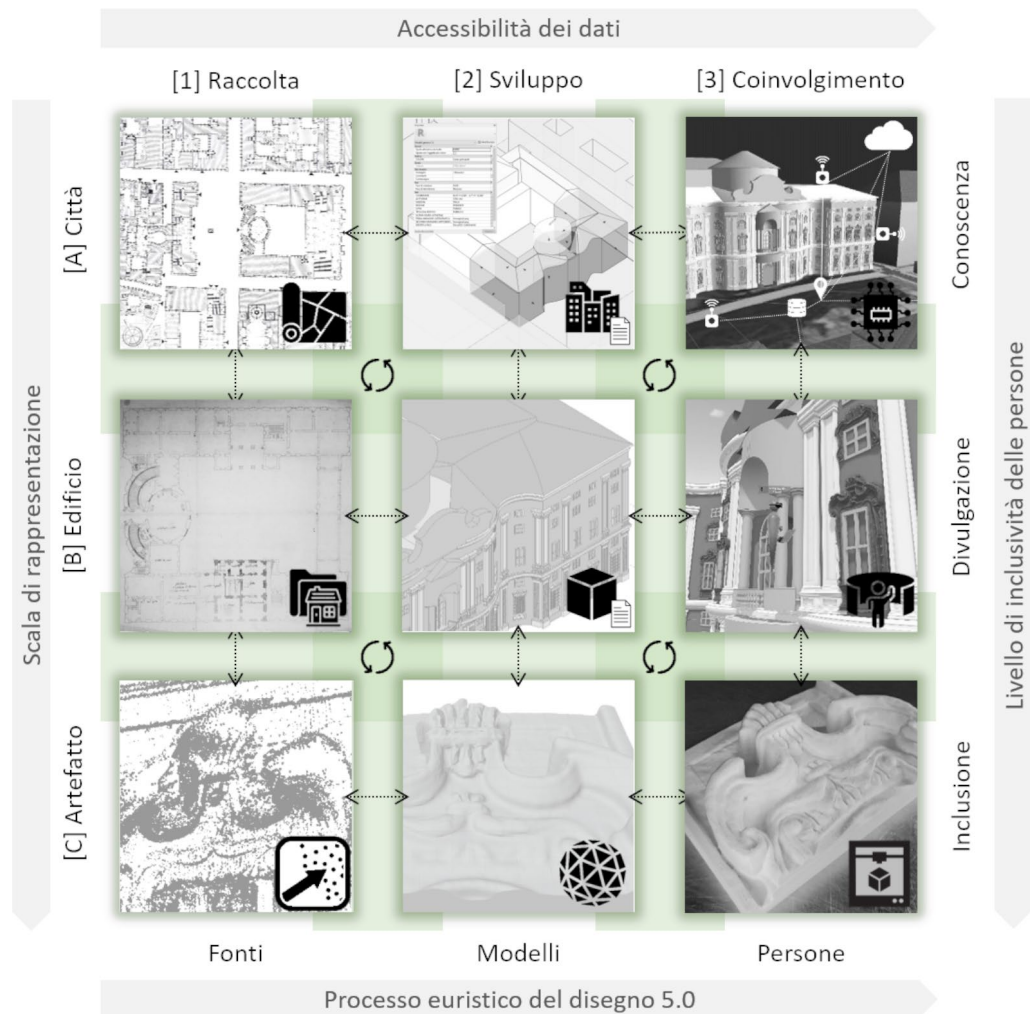 Accessibilità dei dati
[1] Raccolta
[2] Sviluppo
[3] Coinvolgimento
Scala di rappresentazione
[A] Città
R
Conoscenza
[B] Edificio
Divulgazione
[C] Artefatto
Inclusione
Livello di inclusività delle persone
Fonti
Modelli
Persone
Processo euristico del disegno 5.0